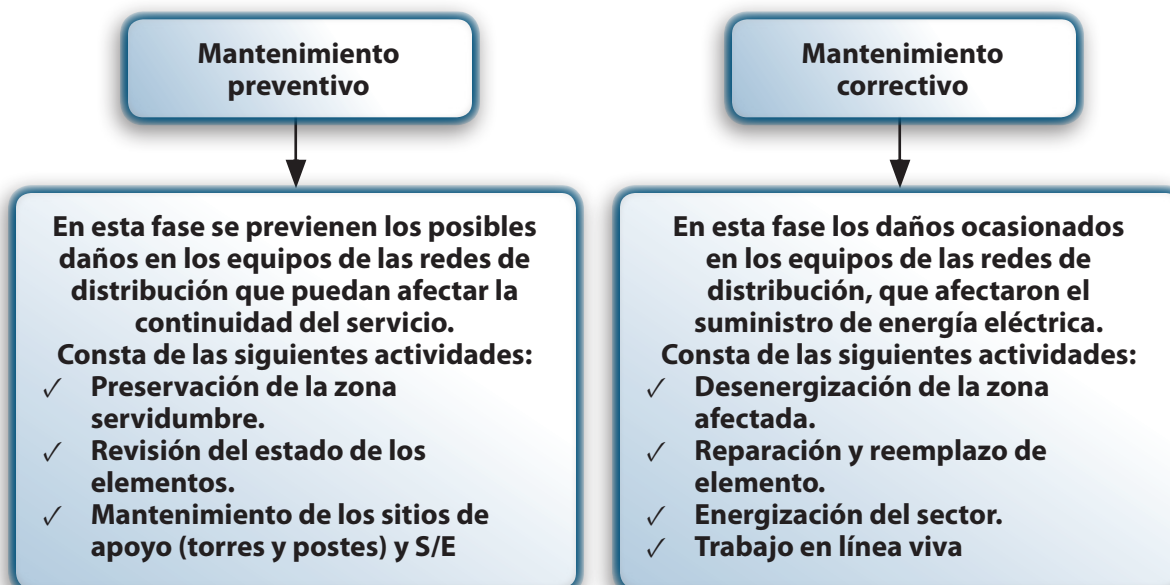 Mantenimiento
preventivo
En esta fase se previenen los posibles
daños en los equipos de las redes de
distribución que puedan afectar la
continuidad del servicio.
Consta de las siguientes actividades:
✓ Preservación de la zona
servidumbre.
✓ Revisión del estado de los
elementos.
✓ Mantenimiento de los sitios de
apoyo (torres y postes) y S/E
Mantenimiento
correctivo
En esta fase los daños ocasionados
en los equipos de las redes de
distribución, que afectaron el
suministro de energía eléctrica.
Consta de las siguientes actividades:
✓ Desenergización de la zona
afectada.
✓ Reparación y reemplazo de
elemento.
✓ Energización del sector.
✓ Trabajo en línea viva